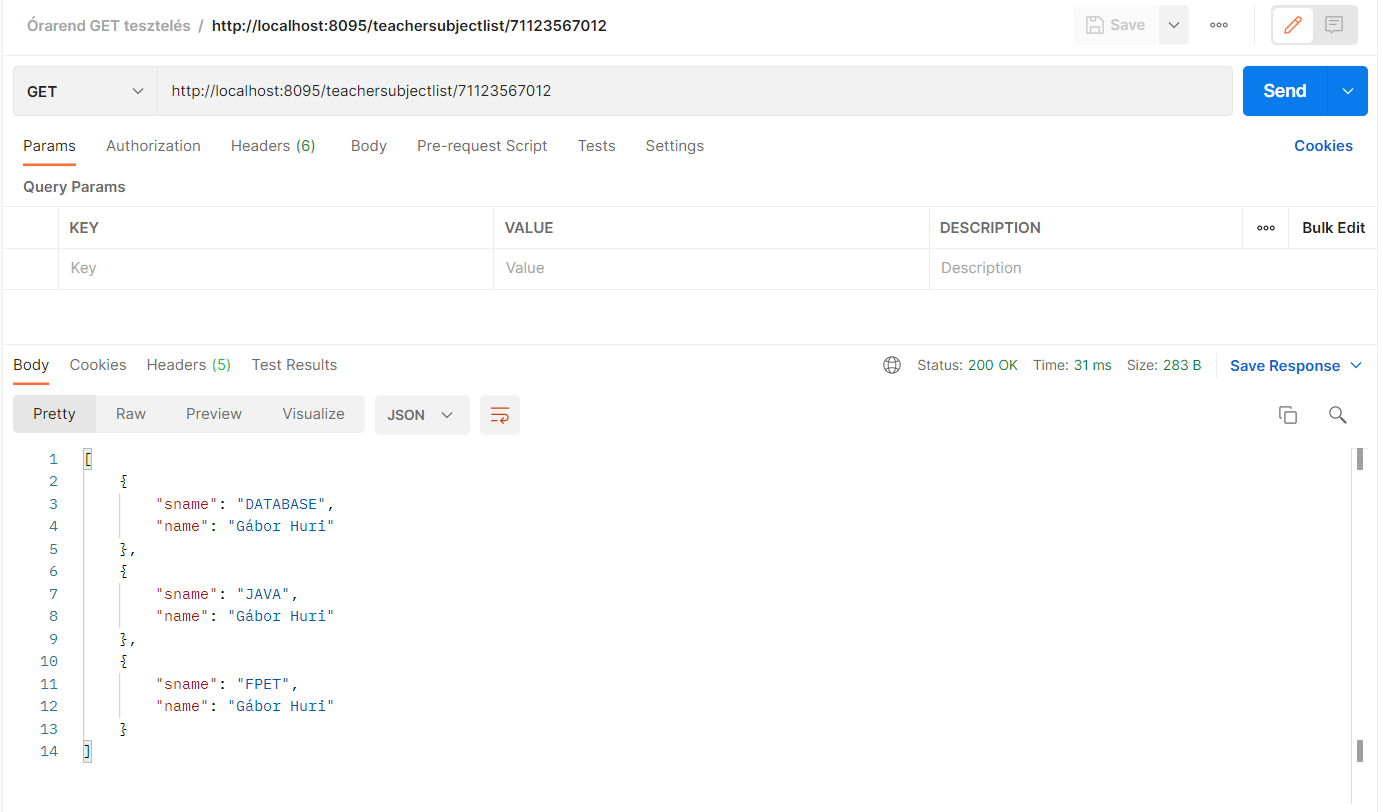 Órarend GET tesztelés / http://localhost:8095/teachersubjectlist/71123567012 Save
GET http://localhost:8095/teachersubjectlist/71123567012 Send
Params Authorization Headers (6) Body Pre-request Script Tests Settings Cookies
Query Params
KEY VALUE DESCRIPTION Bulk Edit
Key Value Description
Body Cookies Headers (5) Test Results Status: 200 OK Time: 31 ms Size: 283 B Save Response
Pretty Raw Preview Visualize JSON
1 [
2 {
3 "sname": "DATABASE",
4 "name": "Gábor Huri"
5 },
6 {
7 "sname": "JAVA",
8 "name": "Gábor Huri"
9 },
10 {
11 "sname": "FPET",
12 "name": "Gábor Huri"
13 }
14 ]